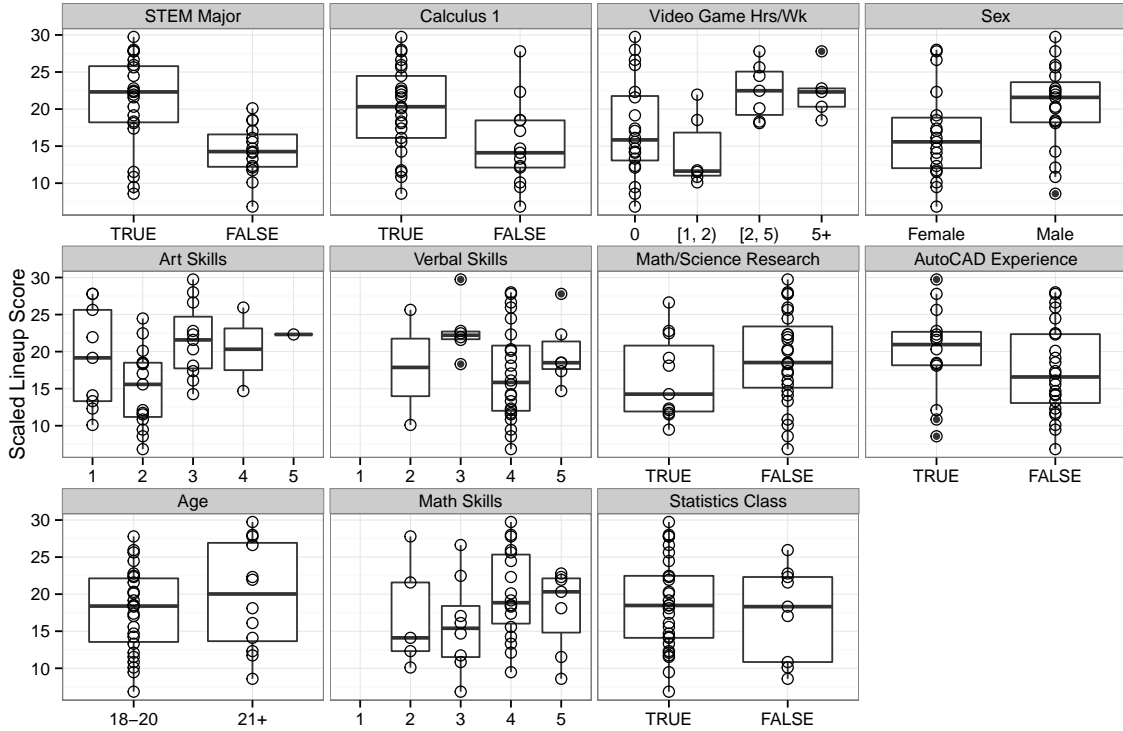 STEM Major Calculus 1 Video Game Hrs/Wk Sex
30
25
20
15
10
TRUE FALSE TRUE FALSE 0 [1, 2) [2, 5) 5+ Female Male
Art Skills Verbal Skills Math/Science Research AutoCAD Experience
30
25
20
15
10
Scaled Lineup Score
1 2 3 4 5 1 2 3 4 5 TRUE FALSE TRUE FALSE
Age Math Skills Statistics Class
30
25
20
15
10
18−20 21+ 1 2 3 4 5 TRUE FALSE